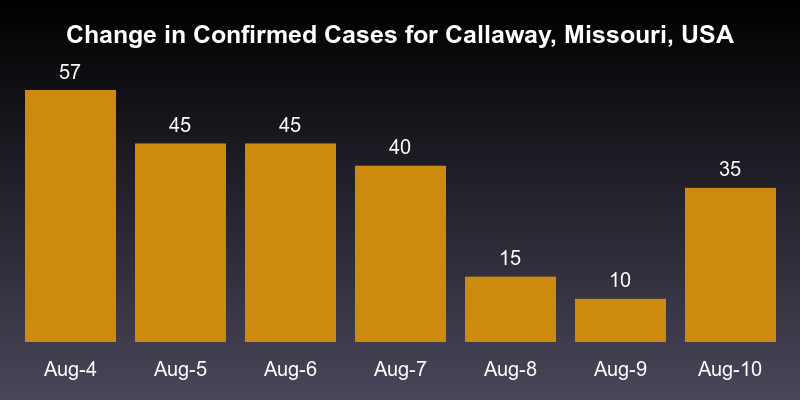 Change in Confirmed Cases for Callaway, Missouri, USA
57
45
45
40
15
10
35
Aug-4
Aug-5
Aug-6
Aug-7
Aug-8
Aug-9
Aug-10